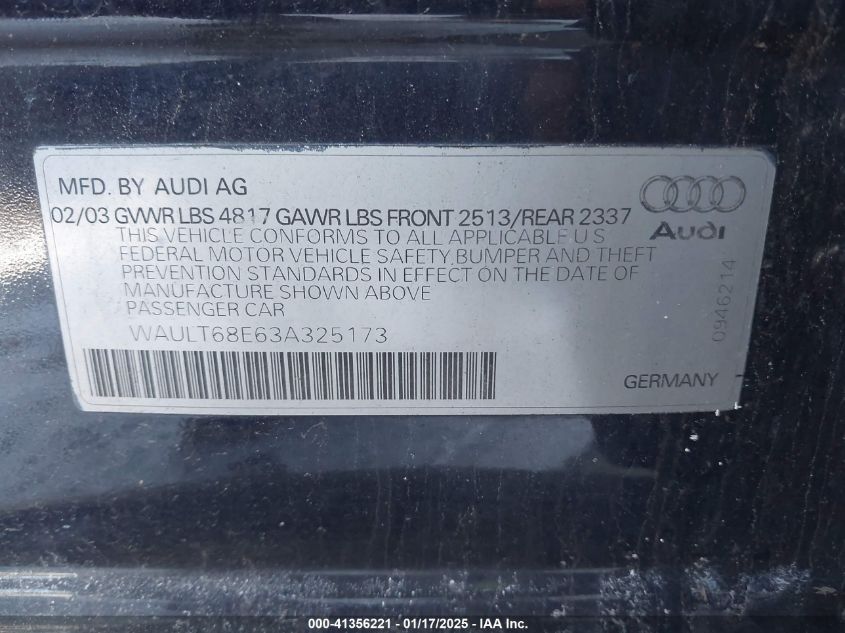 MFD. BY AUDI AG
02/03 GVWR LBS 4817 GAWR LBS FRONT 2513/REAR 2337
THIS VEHICLE CONFORMS TO ALL APPLICABLE U S
FEDERAL MOTOR VEHICLE SAFETY,BUMPER AND THEFT
PREVENTION STANDARDS IN EFFECT ON THE DATE OF
MANUFACTURE SHOWN ABOVE
PASSENGER CAR
WAULT68E63A325173
Audi
0946214
GERMANY
000-41356221 - 01/17/2025 - IAA Inc.